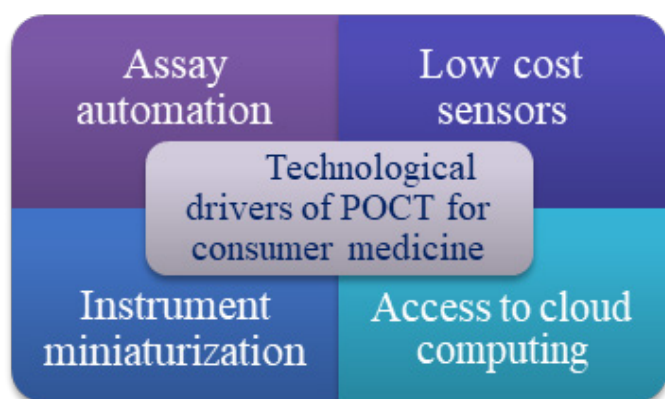 Assay
automation
Low cost
sensors
Technological
drivers of POCT for
consumer medicine
Instrument
miniaturization
Access to cloud
computing